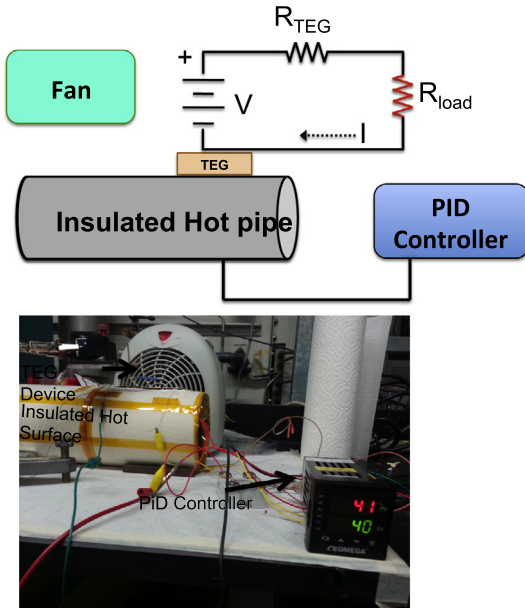 R_TEG
+
Fan
V
R_load
I
TEG
Insulated Hot pipe
PID
Controller
TEG
Device
Insulated Hot
Surface
PiD Controller
41
40
OMEGA